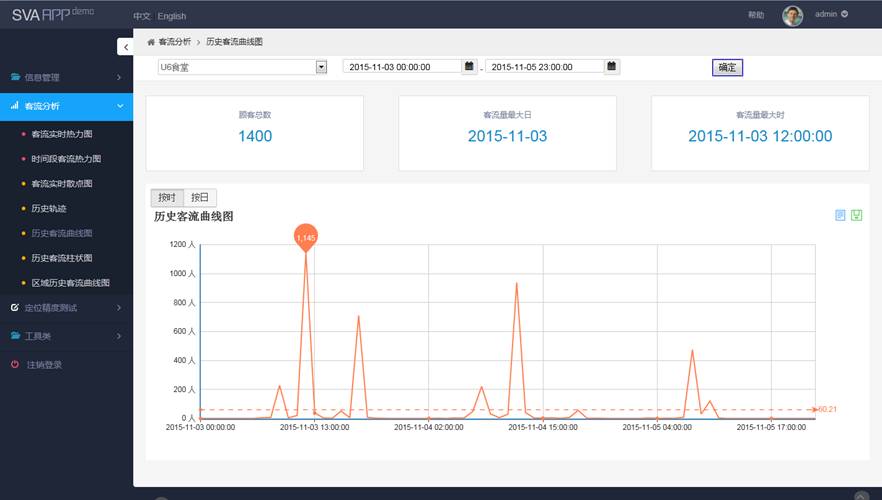 SVA APP demo
中文 English
帮助 admin
信息管理
客流分析
客流实时热力图
时间段客流热力图
客流实时散点图
历史轨迹
历史客流曲线图
客流历史柱状图
区域历史客流曲线图
定位精度测试
工具类
注销登录
客流分析 > 历史客流曲线图
U6食堂 2015-11-03 00:00:00 - 2015-11-05 23:00:00 确定
顾客总数
1400
客流量最大日
2015-11-03
客流量最大时
2015-11-03 12:00:00
按时 按日
历史客流曲线图
1,145
1200 人
1000 人
800 人
600 人
400 人
200 人
0 人
60.21
2015-11-03 00:00:00 2015-11-03 13:00:00 2015-11-04 02:00:00 2015-11-04 15:00:00 2015-11-05 04:00:00 2015-11-05 17:00:00